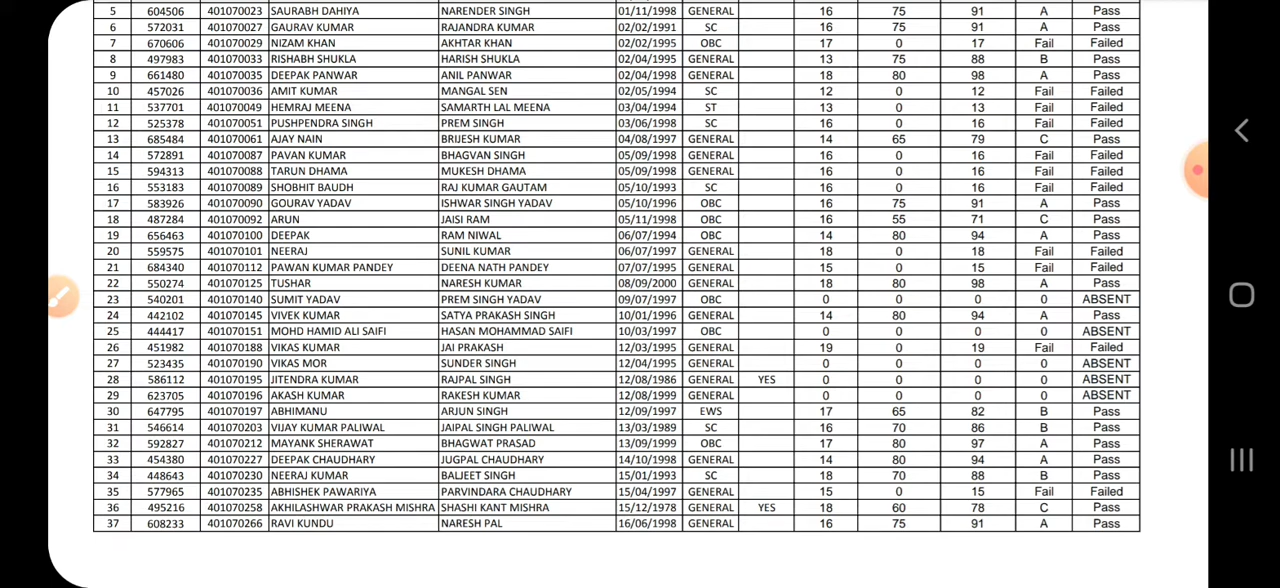 5 604506 401070023 SAURABH DAHIYA NARENDER SINGH 01/11/1998 GENERAL 16 75 91 A Pass
6 572031 401070027 GAURAV KUMAR RAJANDRA KUMAR 02/02/1991 SC 16 75 91 A Pass
7 670606 401070029 NIZAM KHAN AKHTAR KHAN 02/02/1995 OBC 17 0 17 Fail Failed
8 497983 401070033 RISHABH SHUKLA HARISH SHUKLA 02/04/1995 GENERAL 13 75 88 B Pass
9 661480 401070035 DEEPAK PANWAR ANIL PANWAR 02/04/1998 GENERAL 18 80 98 A Pass
10 457026 401070036 AMIT KUMAR MANGAL SEN 02/05/1994 SC 12 0 12 Fail Failed
11 537701 401070049 HEMRAJ MEENA SAMARTH LAL MEENA 03/04/1994 ST 13 0 13 Fail Failed
12 525378 401070051 PUSHPENDRA SINGH PREM SINGH 03/06/1998 SC 16 0 16 Fail Failed
13 685484 401070061 AJAY NAIN BRIJESH KUMAR 04/08/1997 GENERAL 14 65 79 C Pass
14 572891 401070087 PAVAN KUMAR BHAGVAN SINGH 05/09/1998 GENERAL 16 0 16 Fail Failed
15 594313 401070088 TARUN DHAMA MUKESH DHAMA 05/09/1998 GENERAL 16 0 16 Fail Failed
16 553183 401070089 SHOBHIT BAUDH RAJ KUMAR GAUTAM 05/10/1993 SC 16 0 16 Fail Failed
17 583926 401070090 GOURAV YADAV ISHWAR SINGH YADAV 05/10/1996 OBC 16 75 91 A Pass
18 487284 401070092 ARUN JAISI RAM 05/11/1998 OBC 16 55 71 C Pass
19 656463 401070100 DEEPAK RAM NIWAL 06/07/1994 OBC 14 80 94 A Pass
20 559575 401070101 NEERAJ SUNIL KUMAR 06/07/1997 GENERAL 18 0 18 Fail Failed
21 684340 401070112 PAWAN KUMAR PANDEY DEENA NATH PANDEY 07/07/1995 GENERAL 15 0 15 Fail Failed
22 550274 401070125 TUSHAR NARESH KUMAR 08/09/2000 GENERAL 18 80 98 A Pass
23 540201 401070140 SUMIT YADAV PREM SINGH YADAV 09/07/1997 OBC 0 0 0 0 ABSENT
24 442102 401070145 VIVEK KUMAR SATYA PRAKASH SINGH 10/01/1996 GENERAL 14 80 94 A Pass
25 444417 401070151 MOHD HAMID ALI SAIFI HASAN MOHAMMAD SAIFI 10/03/1997 OBC 0 0 0 0 ABSENT
26 451982 401070188 VIKAS KUMAR JAI PRAKASH 12/03/1995 GENERAL 19 0 19 Fail Failed
27 523435 401070190 VIKAS MOR SUNDER SINGH 12/04/1995 GENERAL 0 0 0 0 ABSENT
28 586112 401070195 JITENDRA KUMAR RAJPAL SINGH 12/08/1986 GENERAL YES 0 0 0 0 ABSENT
29 623705 401070196 AKASH KUMAR RAKESH KUMAR 12/08/1999 GENERAL 0 0 0 0 ABSENT
30 647795 401070197 ABHIMANU ARJUN SINGH 12/09/1997 EWS 17 65 82 B Pass
31 546614 401070203 VIJAY KUMAR PALIWAL JAIPAL SINGH PALIWAL 13/03/1989 SC 16 70 86 B Pass
32 592827 401070212 MAYANK SHERAWAT BHAGWAT PRASAD 13/09/1999 OBC 17 80 97 A Pass
33 454380 401070227 DEEPAK CHAUDHARY JUGPAL CHAUDHARY 14/10/1998 GENERAL 14 80 94 A Pass
34 448643 401070230 NEERAJ KUMAR BALJEET SINGH 15/01/1993 SC 18 70 88 B Pass
35 577965 401070235 ABHISHEK PAWARIYA PARVINDARA CHAUDHARY 15/04/1997 GENERAL 15 0 15 Fail Failed
36 495216 401070258 AKHILASHWAR PRAKASH MISHRA SHASHI KANT MISHRA 15/12/1978 GENERAL YES 18 60 78 C Pass
37 608233 401070266 RAVI KUNDU NARESH PAL 16/06/1998 GENERAL 16 75 91 A Pass